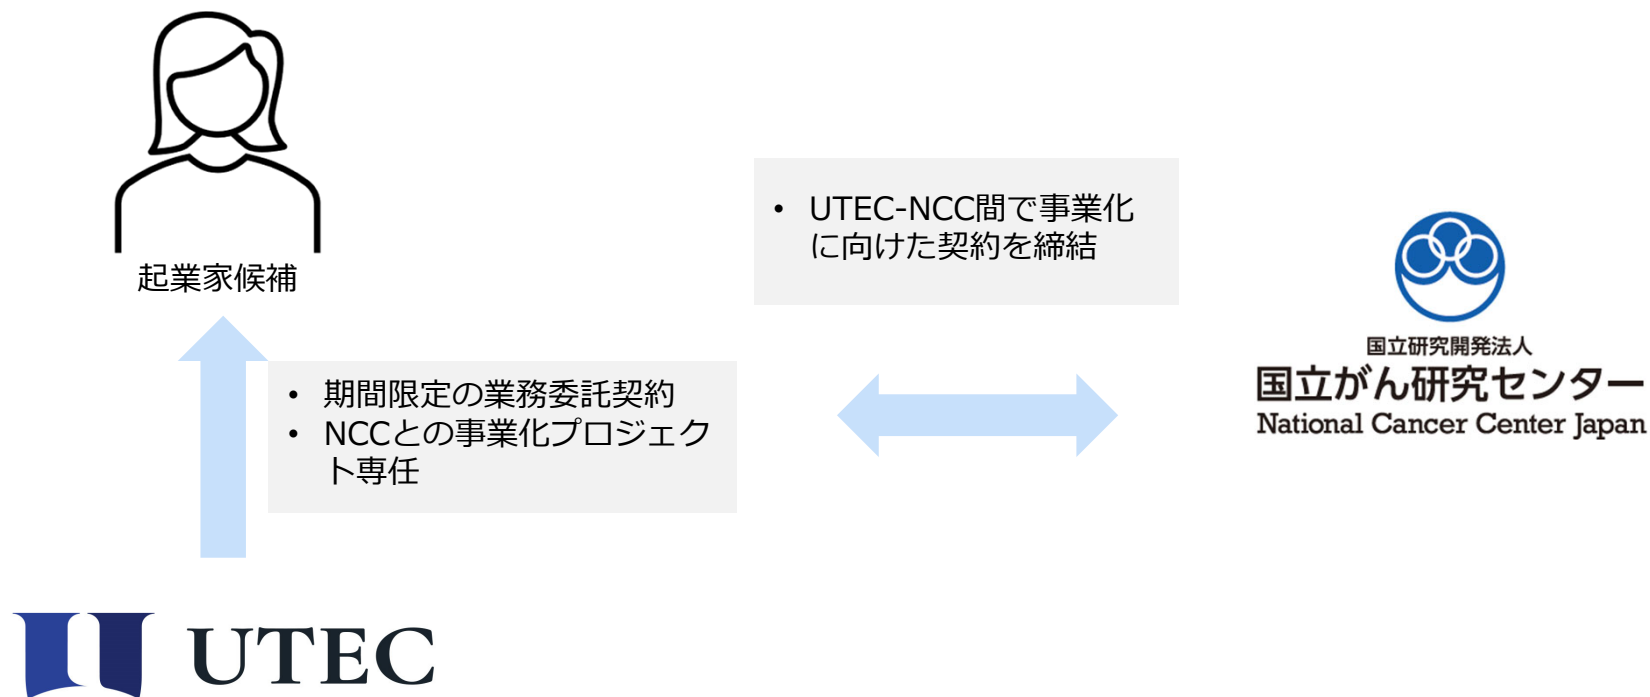 起業家候補
• UTEC-NCC間で事業化
に向けた契約を締結
• 期間限定の業務委託契約
• NCCとの事業化プロジェク
ト専任
国立研究開発法人
国立がん研究センター
National Cancer Center Japan
UTEC